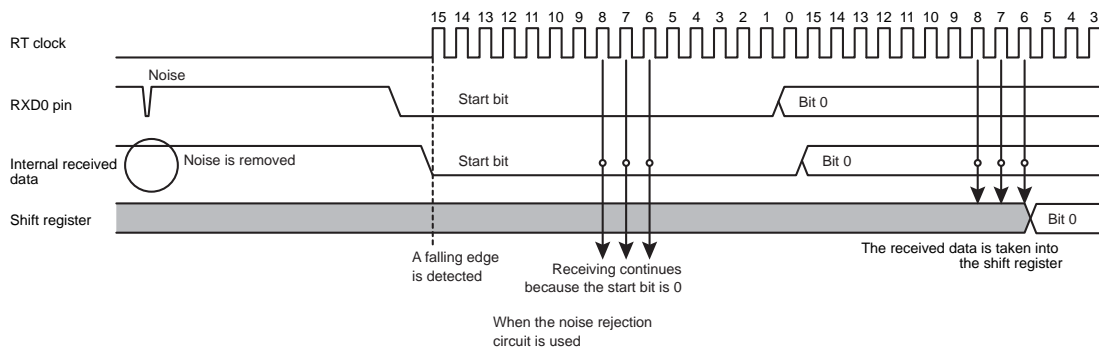 15 14 13 12 11 10 9 8 7 6 5 4 3 2 1 0 15 14 13 12 11 10 9 8 7 6 5 4 3
RT clock
Noise
RXD0 pin
Start bit
Bit 0
Internal received
data
Noise is removed
Start bit
Bit 0
Shift register
Bit 0
A falling edge
is detected
Receiving continues
because the start bit is 0
The received data is taken into
the shift register
When the noise rejection
circuit is used